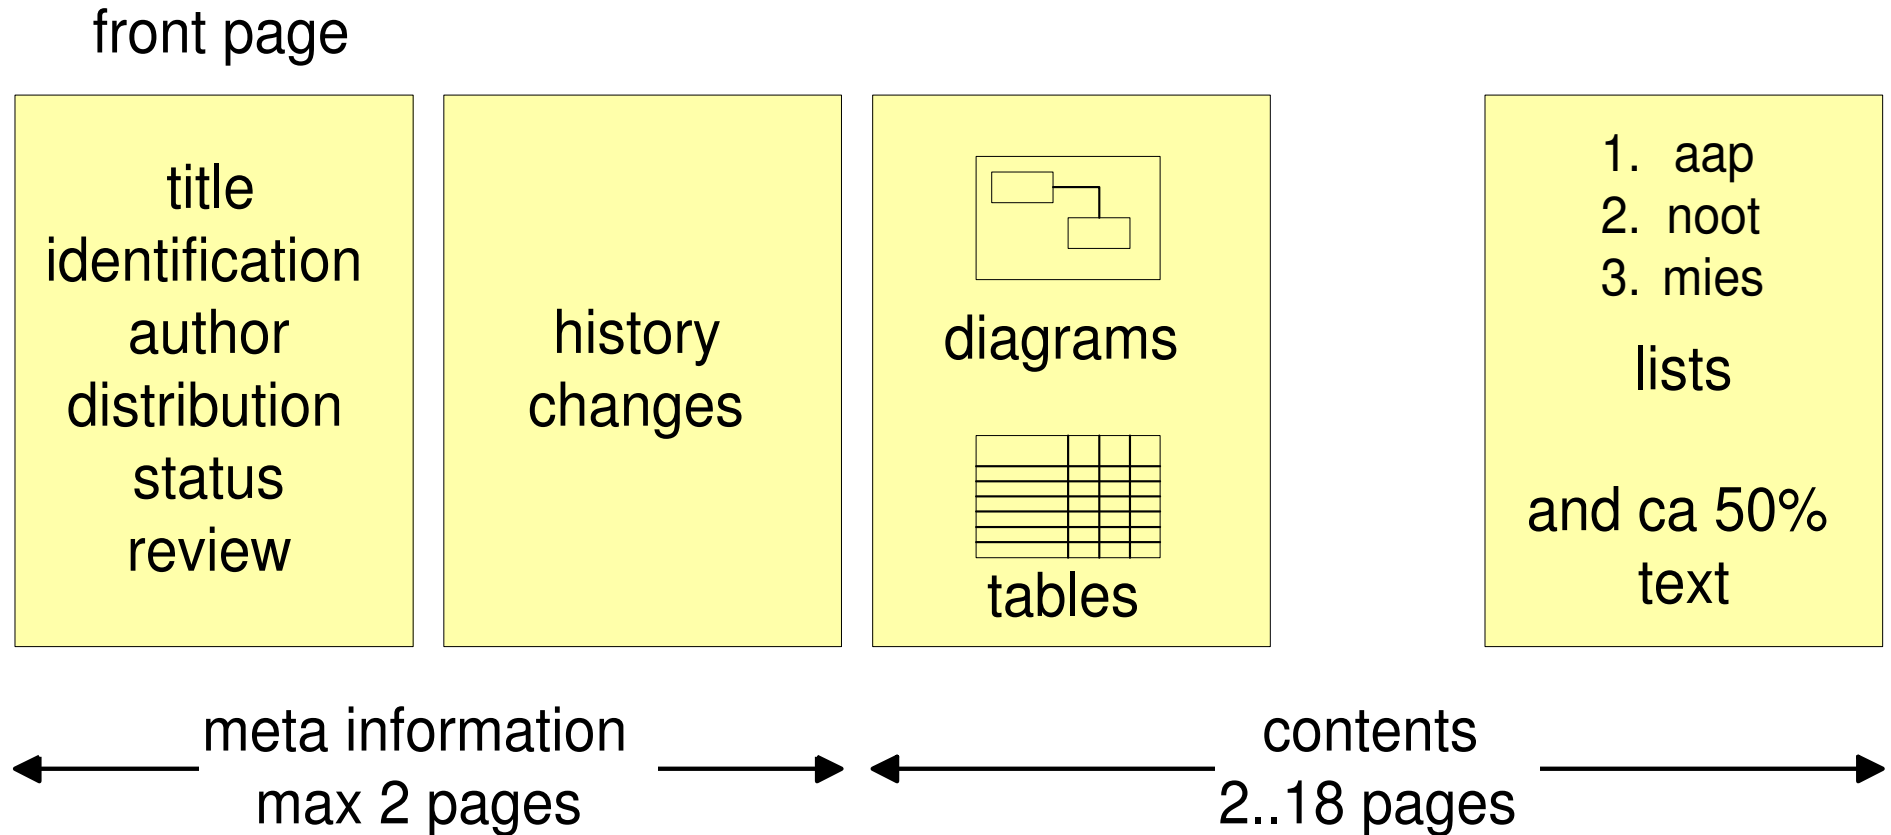 front page
title
identification
author
distribution
status
review
history
changes
diagrams
tables
1. aap
2. noot
3. mies
lists
and ca 50%
text
meta information
max 2 pages
contents
2..18 pages